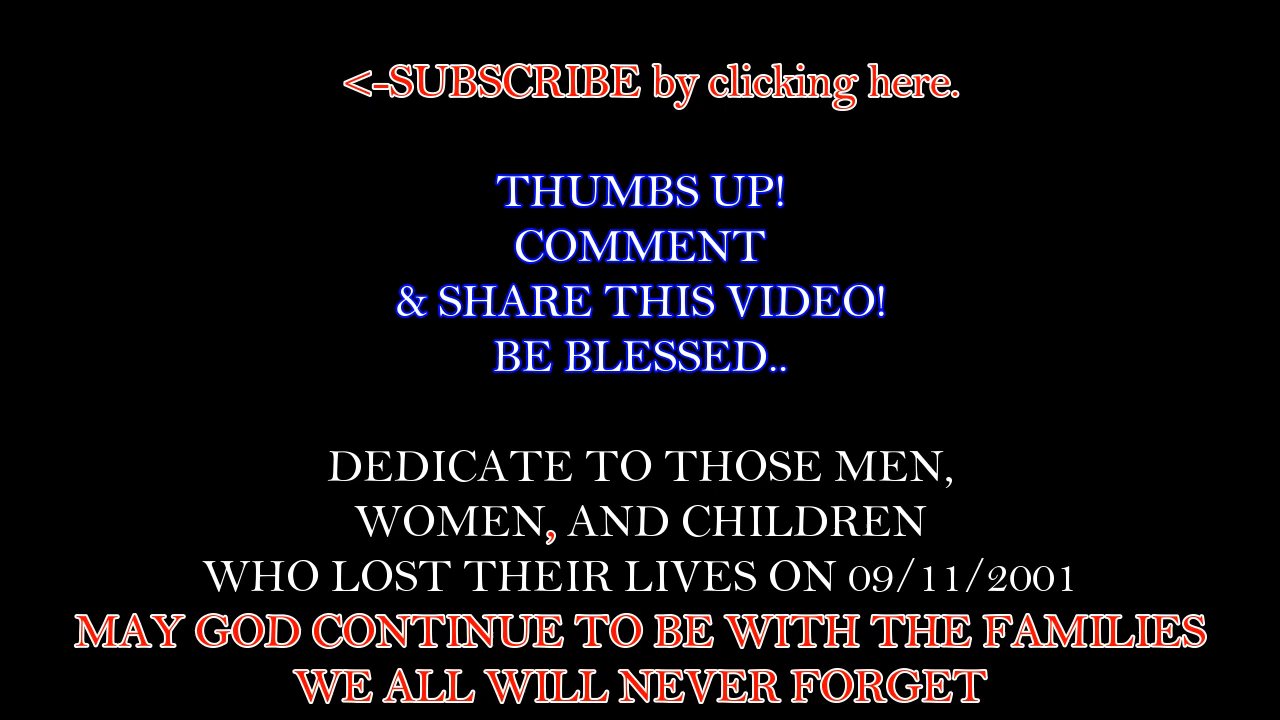 <-SUBSCRIBE by clicking here.
THUMBS UP!
COMMENT
& SHARE THIS VIDEO!
BE BLESSED..
DEDICATE TO THOSE MEN,
WOMEN, AND CHILDREN
WHO LOST THEIR LIVES ON 09/11/2001
MAY GOD CONTINUE TO BE WITH THE FAMILIES
WE ALL WILL NEVER FORGET